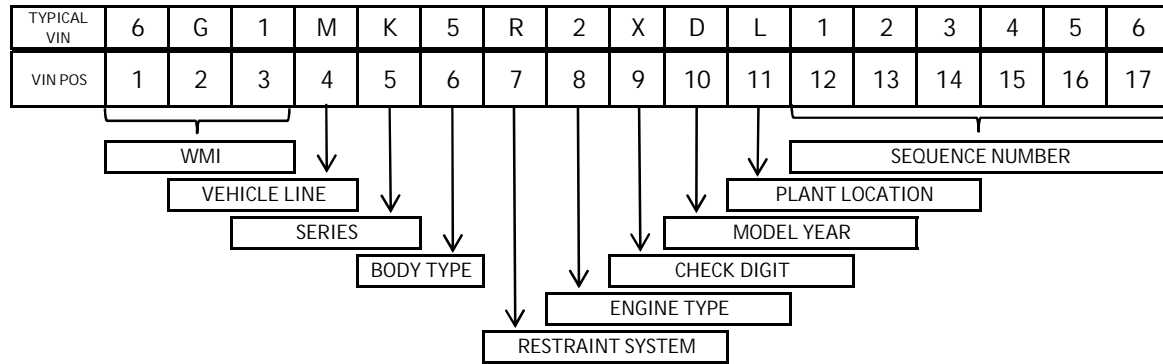 TYPICAL VIN 6 G 1 M K 5 R 2 X D L 1 2 3 4 5 6
VIN POS 1 2 3 4 5 6 7 8 9 10 11 12 13 14 15 16 17
WMI SEQUENCE NUMBER
VEHICLE LINE PLANT LOCATION
SERIES MODEL YEAR
BODY TYPE CHECK DIGIT
ENGINE TYPE
RESTRAINT SYSTEM